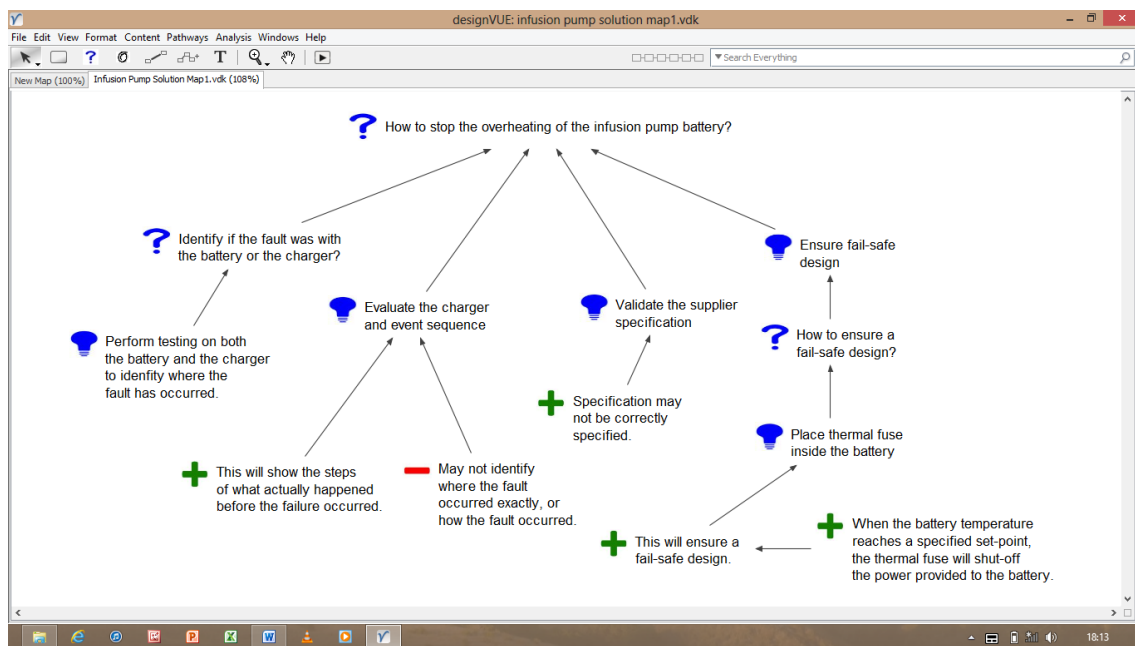 designVUE: infusion pump solution map1.vdk
File Edit View Format Content Pathways Analysis Windows Help
Search Everything
New Map (100%)
Infusion Pump Solution Map1.vdk (108%)
How to stop the overheating of the infusion pump battery?
Identify if the fault was with
the battery or the charger?
Ensure fail-safe
design
Evaluate the charger
and event sequence
Validate the supplier
specification
How to ensure a
fail-safe design?
Perform testing on both
the battery and the charger
to idenfity where the
fault has occurred.
Specification may
not be correctly
specified.
Place thermal fuse
inside the battery
This will show the steps
of what actually happened
before the failure occurred.
May not identify
where the fault
occurred exactly, or
how the fault occurred.
This will ensure a
fail-safe design.
When the battery temperature
reaches a specified set-point,
the thermal fuse will shut-off
the power provided to the battery.
18:13